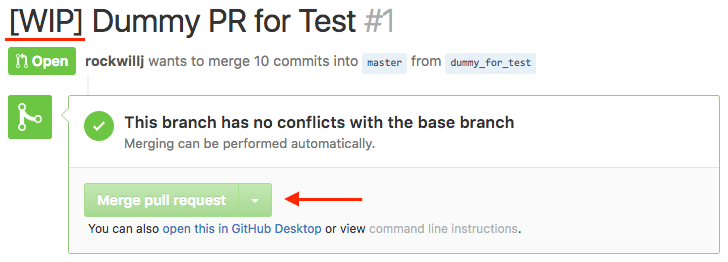 [WIP] Dummy PR for Test #1
Open rockwillj wants to merge 10 commits into master from dummy_for_test
This branch has no conflicts with the base branch
Merging can be performed automatically.
Merge pull request
You can also open this in GitHub Desktop or view command line instructions.